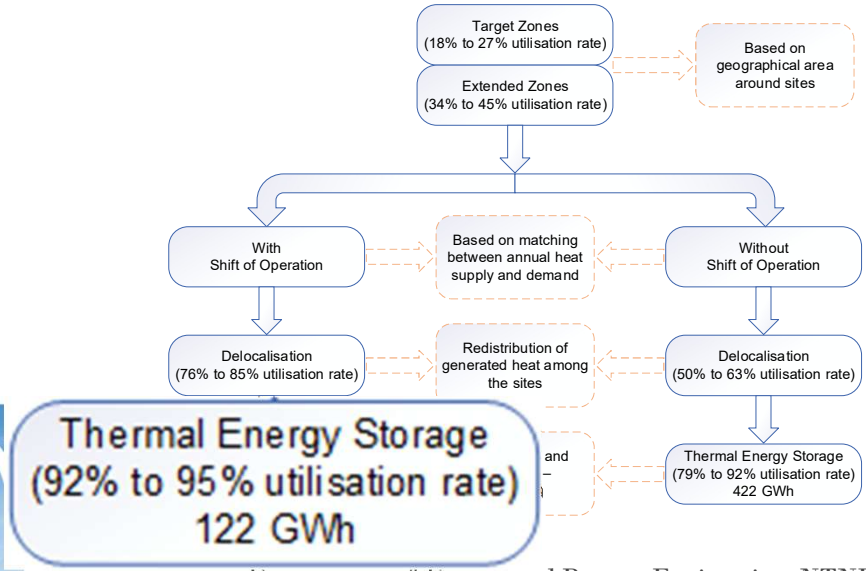 Target Zones
(18% to 27% utilisation rate)
Based on
geographical area
around sites
Extended Zones
(34% to 45% utilisation rate)
With
Shift of Operation
Based on matching
between annual heat
supply and demand
Without
Shift of Operation
Delocalisation
(76% to 85% utilisation rate)
Redistribution of
generated heat among
the sites
Delocalisation
(50% to 63% utilisation rate)
Thermal Energy Storage
(92% to 95% utilisation rate)
122 GWh
and
–
Thermal Energy Storage
(79% to 92% utilisation rate)
422 GWh